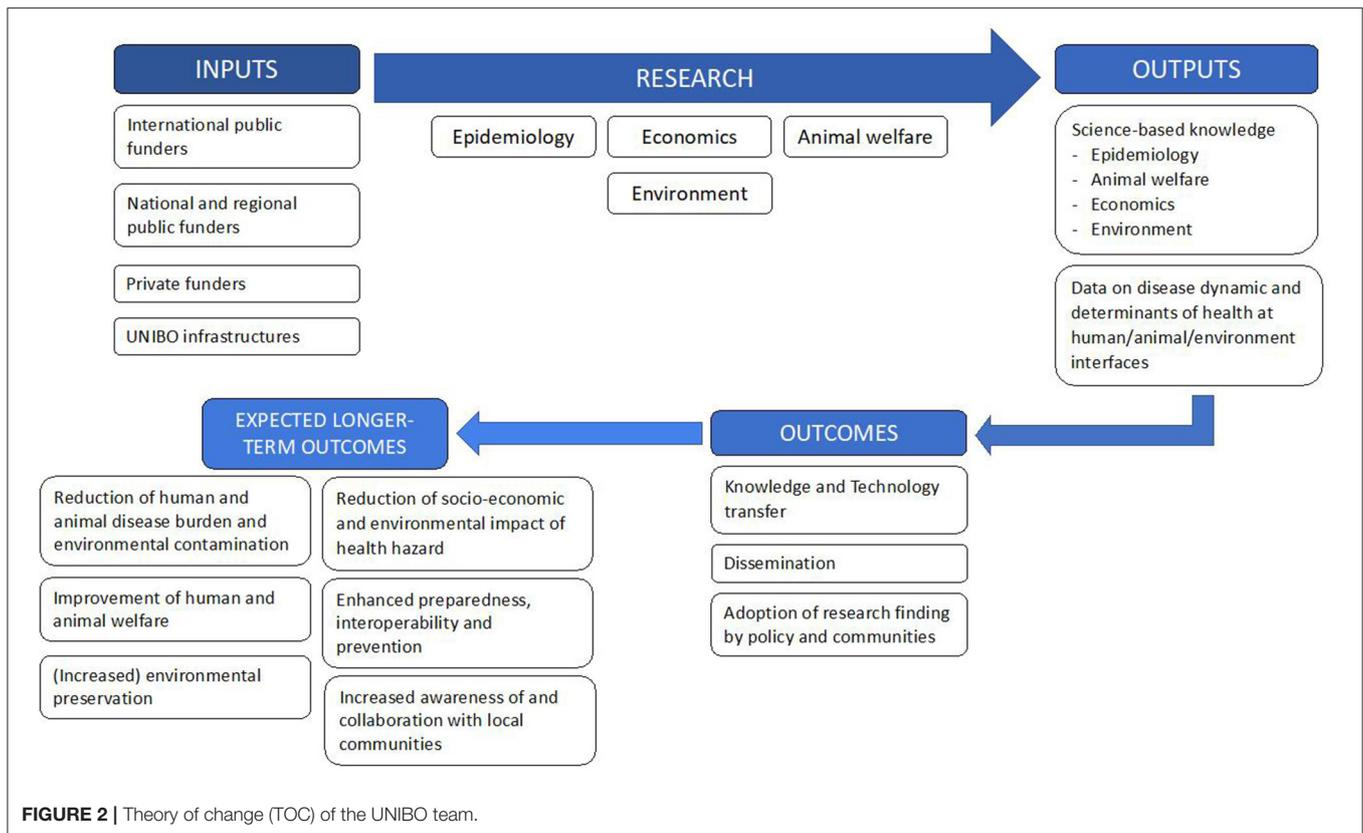 INPUTS
International public
funders
National and regional
public funders
Private funders
UNIBO infrastructures
RESEARCH
Epidemiology
Economics
Animal welfare
Environment
OUTPUTS
Science-based knowledge
- Epidemiology
- Animal welfare
- Economics
- Environment
Data on disease dynamic and
determinants of health at
human/animal/environment
interfaces
OUTCOMES
Knowledge and Technology
transfer
Dissemination
Adoption of research finding
by policy and communities
EXPECTED LONGER-
TERM OUTCOMES
Reduction of human and
animal disease burden and
environmental contamination
Improvement of human and
animal welfare
(Increased) environmental
preservation
Reduction of socio-economic
and environmental impact of
health hazard
Enhanced preparedness,
interoperability and
prevention
Increased awareness of and
collaboration with local
communities
FIGURE 2 | Theory of change (TOC) of the UNIBO team.